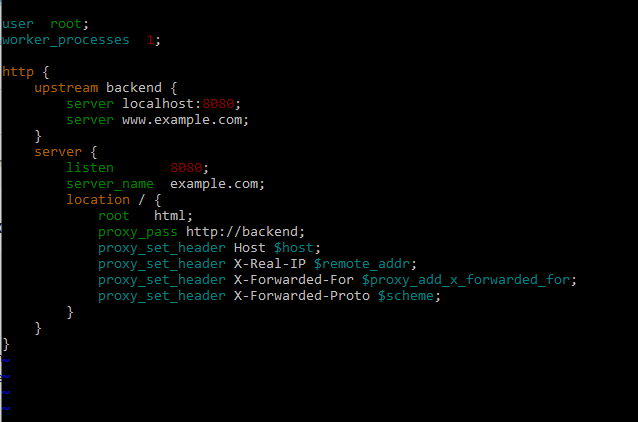 user  root;
worker_processes  1;
http {
    upstream backend {
        server localhost:8080;
        server www.example.com;
    }
    server {
        listen       8080;
        server_name  example.com;
        location / {
            root   html;
            proxy_pass http://backend;
            proxy_set_header Host $host;
            proxy_set_header X-Real-IP $remote_addr;
            proxy_set_header X-Forwarded-For $proxy_add_x_forwarded_for;
            proxy_set_header X-Forwarded-Proto $scheme;
        }
    }
}
~
~
~
~